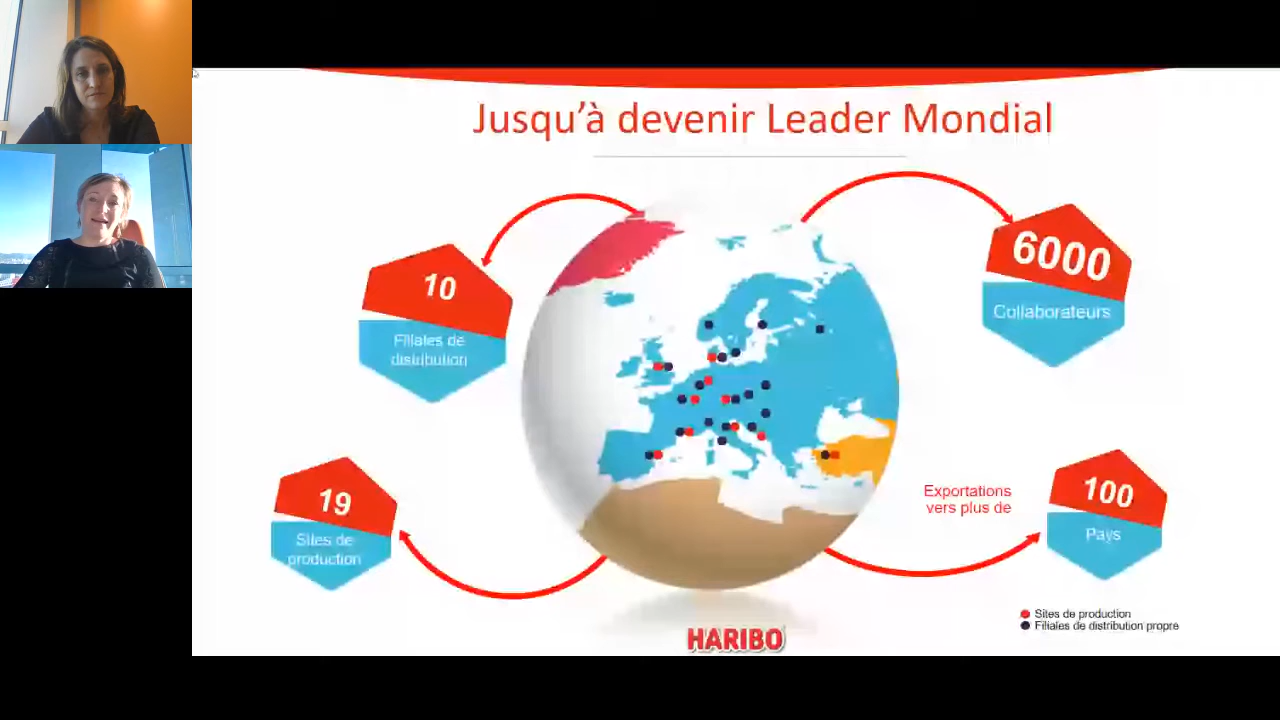 Jusqu'à devenir Leader Mondial
10
Filiales de
distribution
6000
Collaborateurs
19
Sites de
production
Exportations
vers plus de
100
Pays
Sites de production
Filiales de distribution propre
HARIBO